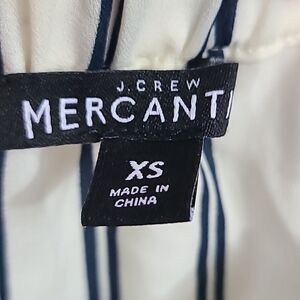 J.CREW
MERCANTI
XS
MADE IN
CHINA